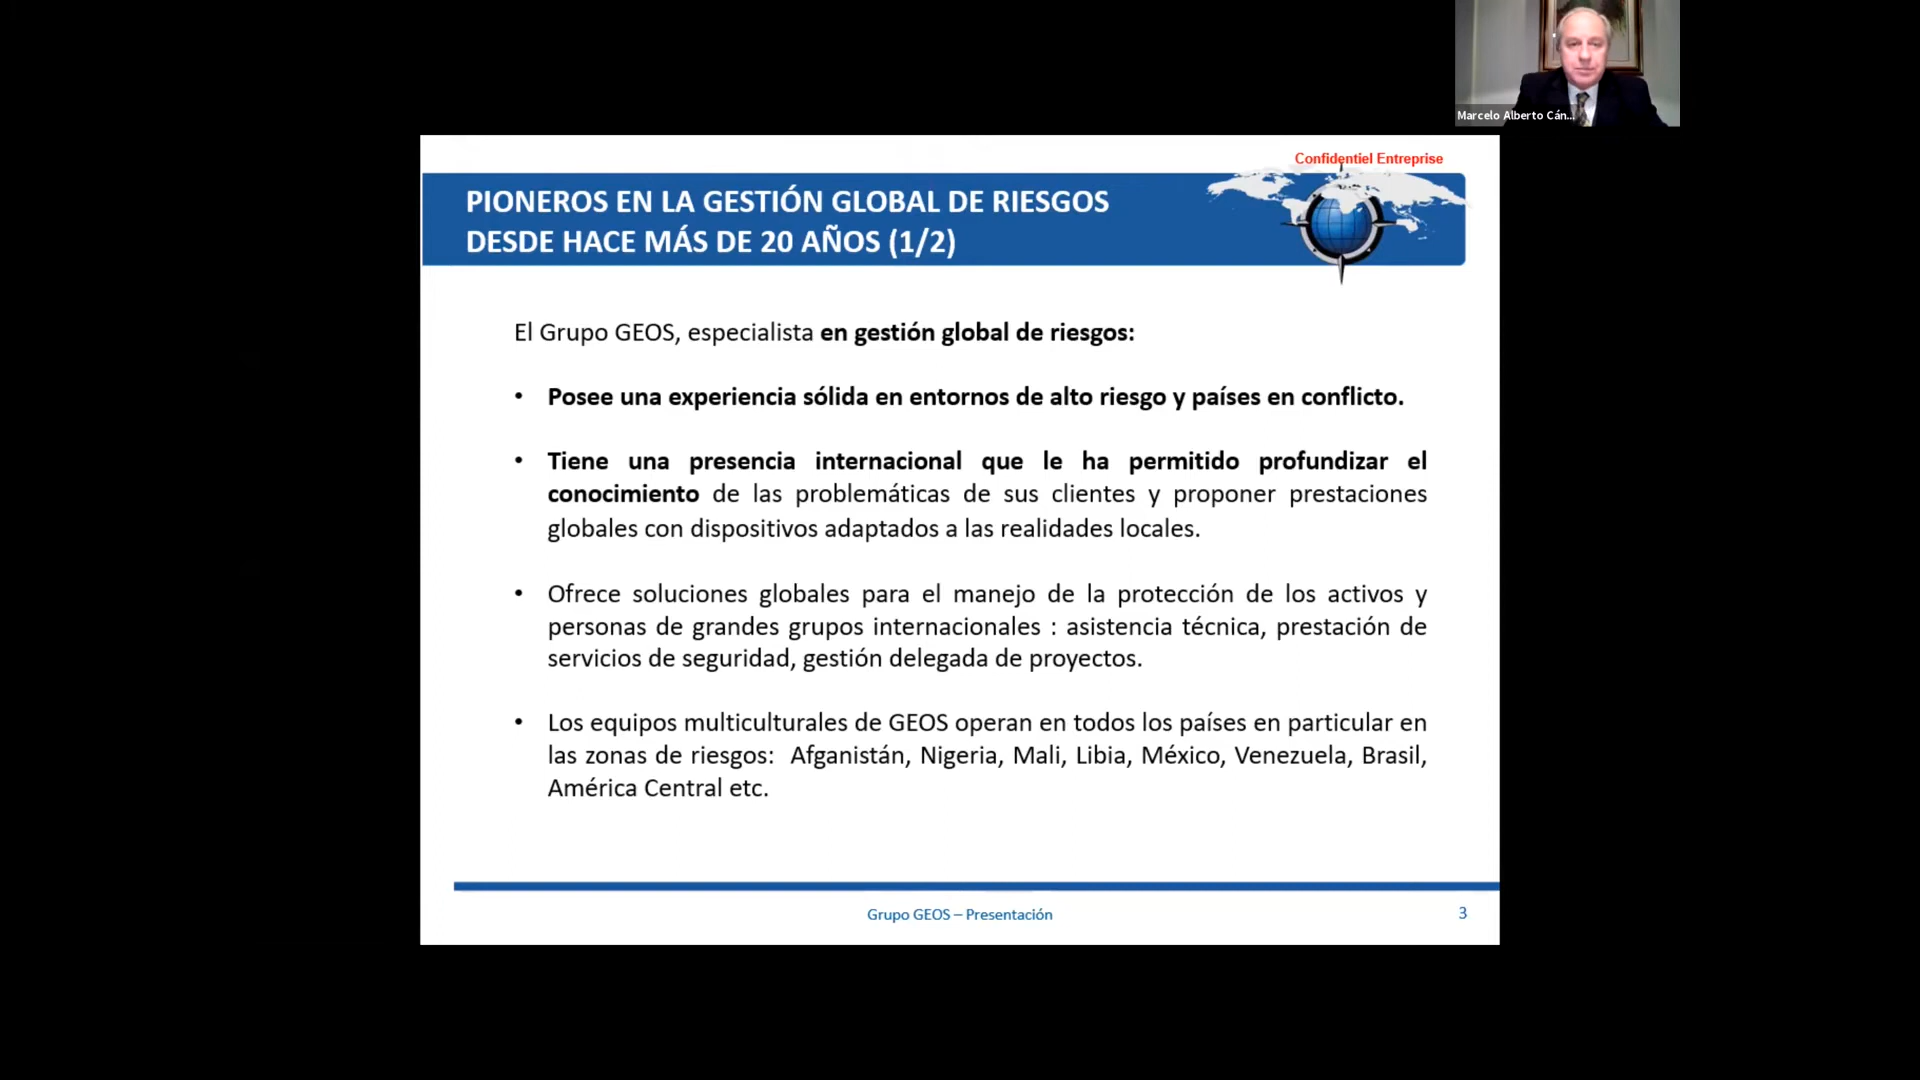 Marcelo Alberto Cán...
Confidentiel Entreprise
PIONEROS EN LA GESTIÓN GLOBAL DE RIESGOS
DESDE HACE MÁS DE 20 AÑOS (1/2)
El Grupo GEOS, especialista en gestión global de riesgos:
• Posee una experiencia sólida en entornos de alto riesgo y países en conflicto.
• Tiene una presencia internacional que le ha permitido profundizar el
conocimiento de las problemáticas de sus clientes y proponer prestaciones
globales con dispositivos adaptados a las realidades locales.
• Ofrece soluciones globales para el manejo de la protección de los activos y
personas de grandes grupos internacionales : asistencia técnica, prestación de
servicios de seguridad, gestión delegada de proyectos.
• Los equipos multiculturales de GEOS operan en todos los países en particular en
las zonas de riesgos: Afganistán, Nigeria, Mali, Libia, México, Venezuela, Brasil,
América Central etc.
Grupo GEOS – Presentación
3